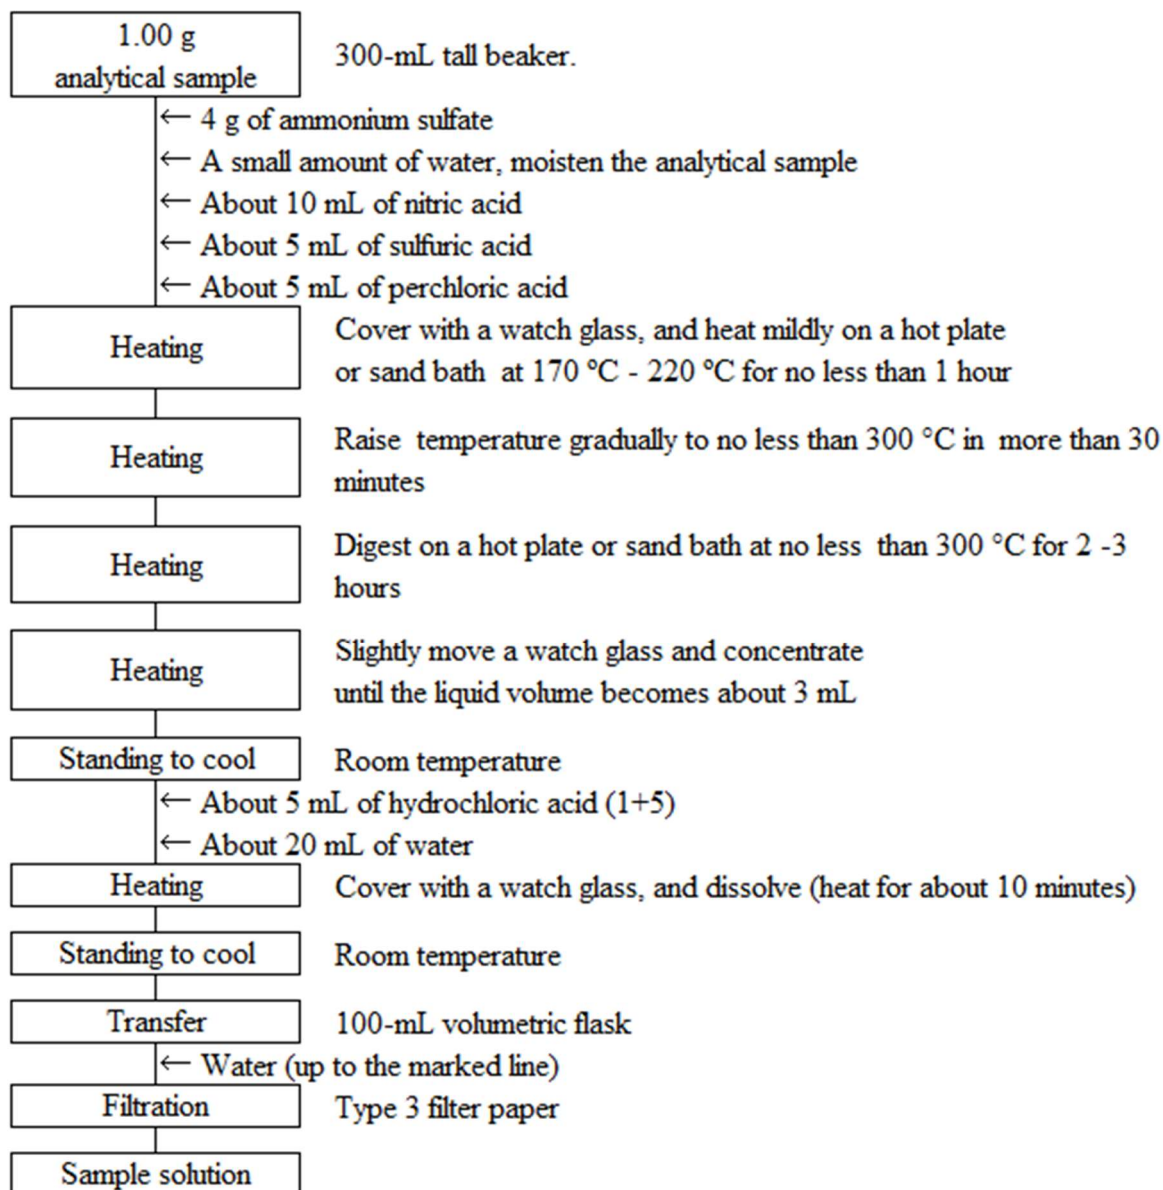 1.00 g
analytical sample
300-mL tall beaker.
← 4 g of ammonium sulfate
← A small amount of water, moisten the analytical sample
← About 10 mL of nitric acid
← About 5 mL of sulfuric acid
← About 5 mL of perchloric acid
Heating
Cover with a watch glass, and heat mildly on a hot plate
or sand bath at 170 ºC - 220 ºC for no less than 1 hour
Heating
Raise temperature gradually to no less than 300 °C in more than 30
minutes
Heating
Digest on a hot plate or sand bath at no less than 300 °C for 2 -3
hours
Heating
Slightly move a watch glass and concentrate
until the liquid volume becomes about 3 mL
Standing to cool
Room temperature
← About 5 mL of hydrochloric acid (1+5)
← About 20 mL of water
Heating
Cover with a watch glass, and dissolve (heat for about 10 minutes)
Standing to cool
Room temperature
Transfer
100-mL volumetric flask
← Water (up to the marked line)
Filtration
Type 3 filter paper
Sample solution